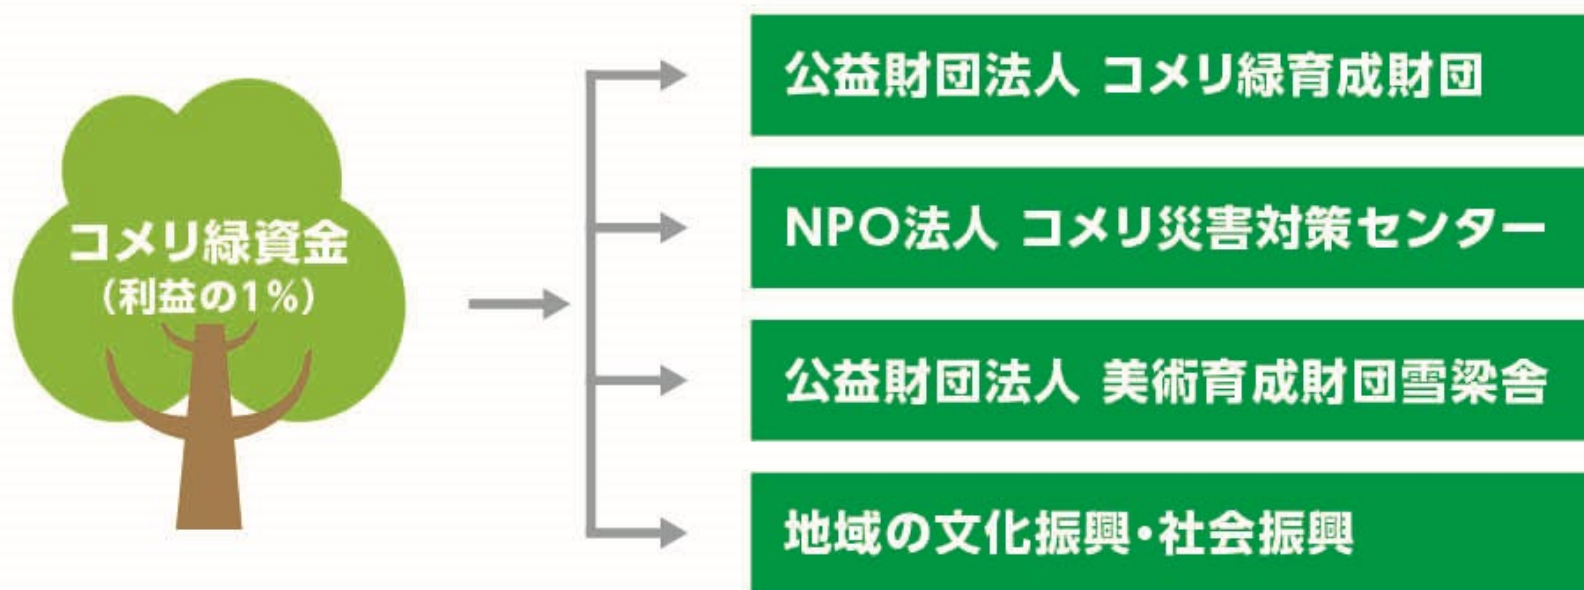 コメリ緑資金
(利益の1%)
公益財団法人 コメリ緑育成財団
NPO法人 コメリ災害対策センター
公益財団法人 美術育成財団雪梁舎
地域の文化振興・社会振興